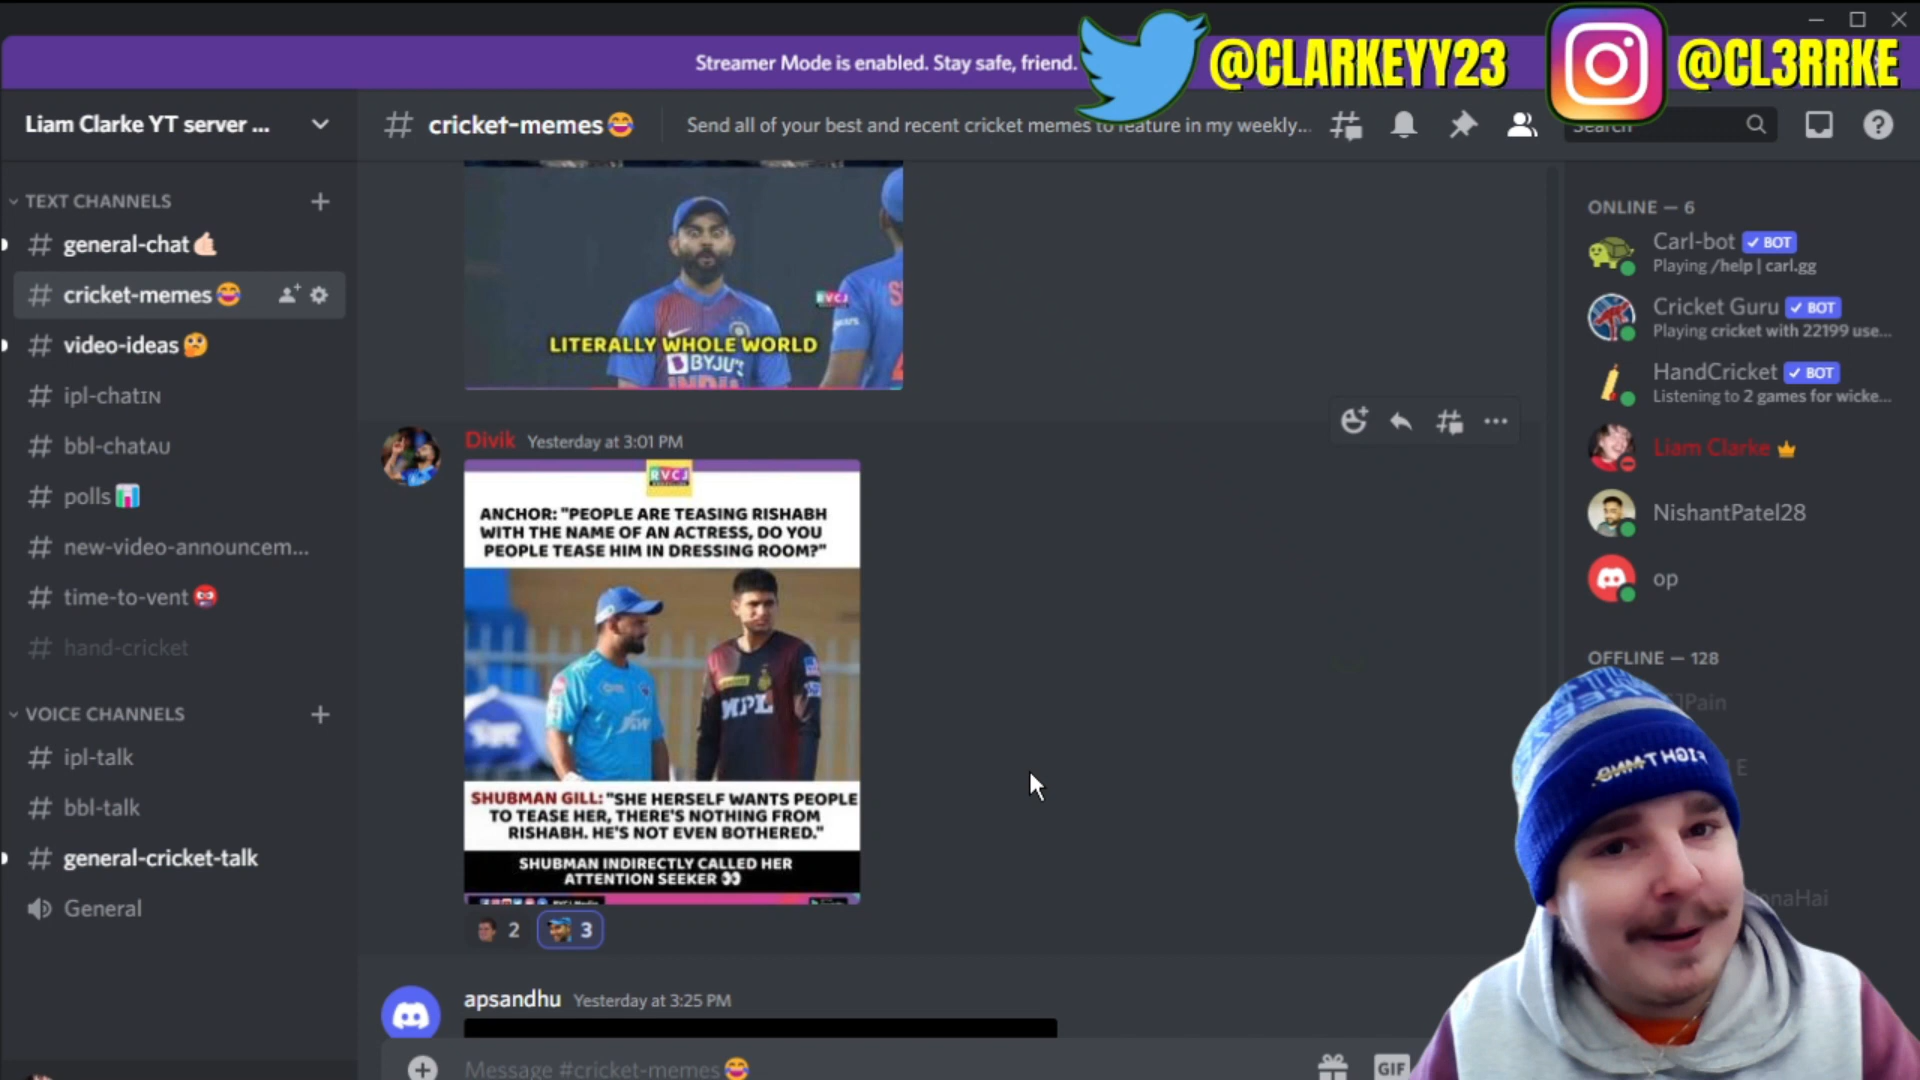 Streamer Mode is enabled. Stay safe, friend.
@CLARKEYY23
@CL3RRKE
Liam Clarke YT server ...
cricket-memes😂
Send all of your best and recent cricket memes to feature in my weekly...
Search
TEXT CHANNELS
general-chat🤙🏻
cricket-memes😂
video-ideas🤔
ipl-chatIN
bbl-chatAU
polls📊
new-video-announcem...
time-to-vent👹
hand-cricket
VOICE CHANNELS
ipl-talk
bbl-talk
general-cricket-talk
General
RVCJ
LITERALLY WHOLE WORLD
BYJU'S
INDIA
Divik Yesterday at 3:01 PM
RVCJ
ANCHOR: "PEOPLE ARE TEASING RISHABH
WITH THE NAME OF AN ACTRESS, DO YOU
PEOPLE TEASE HIM IN DRESSING ROOM?"
JSW
MPL
SHUBMAN GILL: "SHE HERSELF WANTS PEOPLE
TO TEASE HER, THERE'S NOTHING FROM
RISHABH. HE'S NOT EVEN BOTHERED."
SHUBMAN INDIRECTLY CALLED HER
ATTENTION SEEKER 👀
2
3
apsandhu Yesterday at 3:25 PM
Message #cricket-memes😂
GIF
ONLINE — 6
Carl-bot ✓ BOT
Playing /help | carl.gg
Cricket Guru ✓ BOT
Playing cricket with 22199 use...
HandCricket ✓ BOT
Listening to 2 games for wicke...
Liam Clarke
NishantPatel28
op
OFFLINE — 128